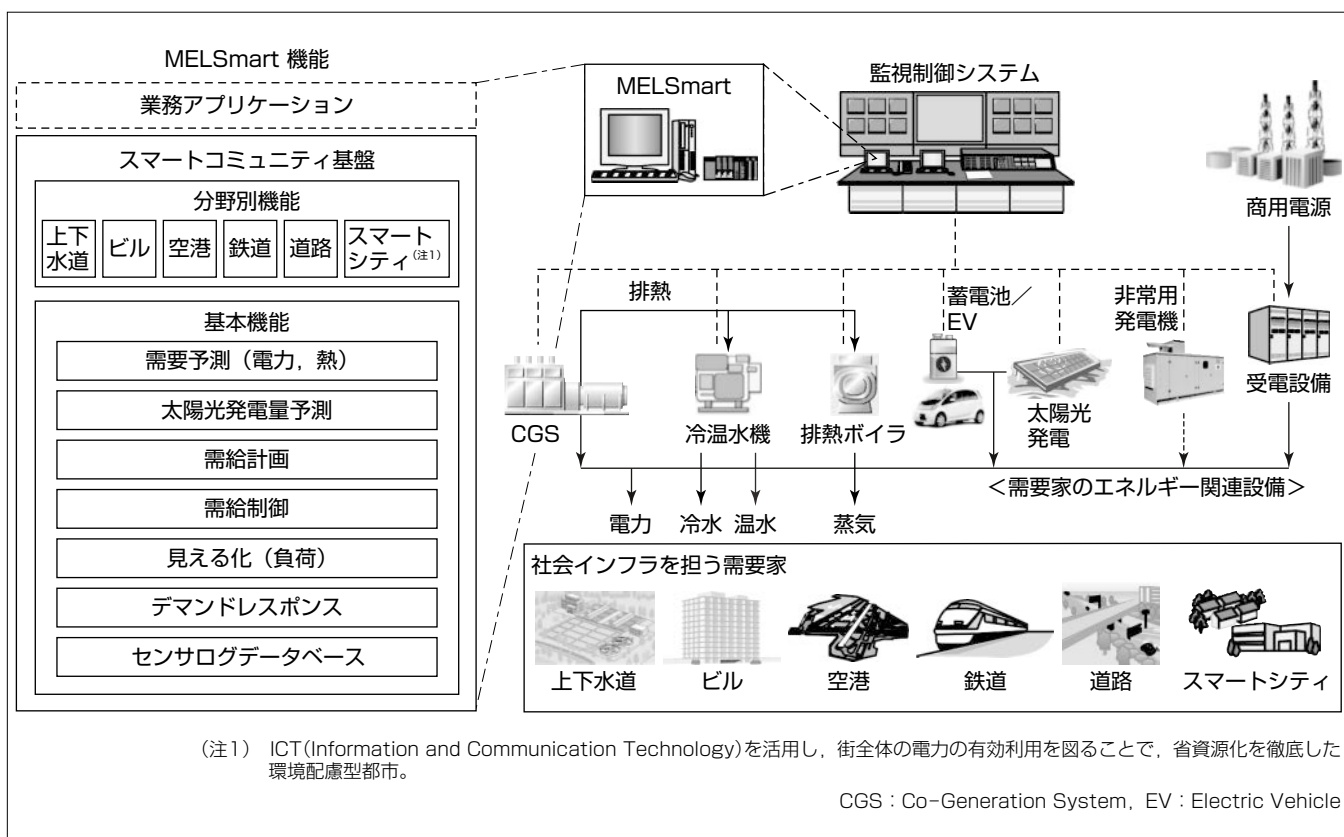 MELSmart 機能
業務アプリケーション
スマートコミュニティ基盤
分野別機能
上下
水道
ビル
空港
鉄道
道路
スマート
シティ(注1)
基本機能
需要予測（電力，熱）
太陽光発電量予測
需給計画
需給制御
見える化（負荷）
デマンドレスポンス
センサログデータベース
MELSmart
監視制御システム
商用電源
排熱
蓄電池／
EV
非常用
発電機
受電設備
CGS
冷温水機
排熱ボイラ
太陽光
発電
＜需要家のエネルギー関連設備＞
電力
冷水
温水
蒸気
社会インフラを担う需要家
上下水道
ビル
空港
鉄道
道路
スマートシティ
(注1) ICT(Information and Communication Technology)を活用し，街全体の電力の有効利用を図ることで，省資源化を徹底した
環境配慮型都市。
CGS：Co-Generation System，EV：Electric Vehicle